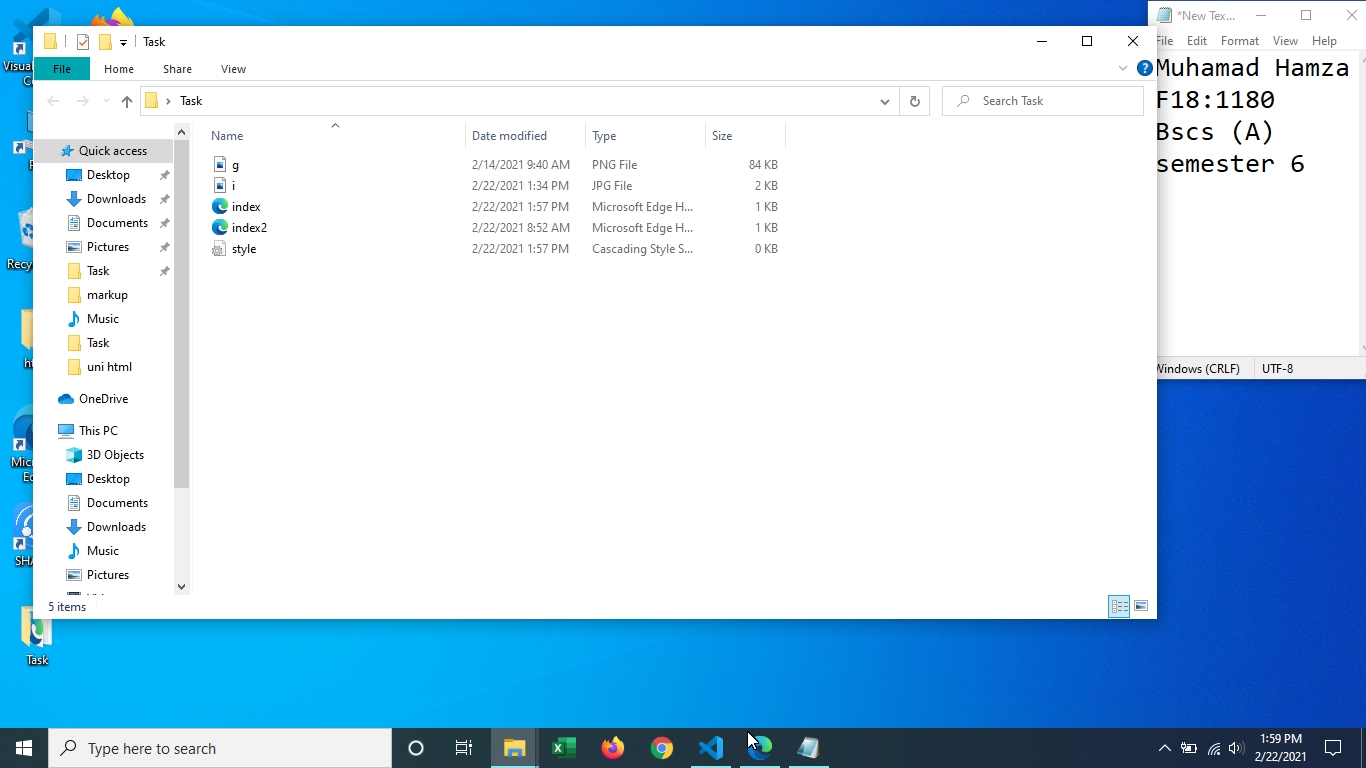 Task
File Home Share View
Task
Search Task
Name Date modified Type Size
g 2/14/2021 9:40 AM PNG File 84 KB
i 2/22/2021 1:34 PM JPG File 2 KB
index 2/22/2021 1:57 PM Microsoft Edge H... 1 KB
index2 2/22/2021 8:52 AM Microsoft Edge H... 1 KB
style 2/22/2021 1:57 PM Cascading Style S... 0 KB
Quick access
Desktop
Downloads
Documents
Pictures
Task
markup
Music
Task
uni html
OneDrive
This PC
3D Objects
Desktop
Documents
Downloads
Music
Pictures
5 items
*New Tex...
File Edit Format View Help
Muhamad Hamza
F18:1180
Bscs (A)
semester 6
Windows (CRLF) UTF-8
Task
Type here to search
1:59 PM
2/22/2021